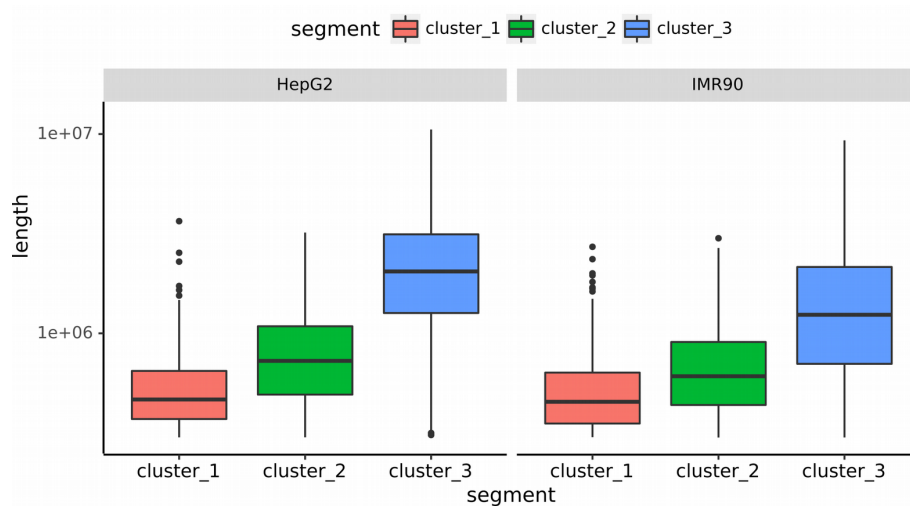 segment cluster_1 cluster_2 cluster_3
HepG2 IMR90
1e+07
length
1e+06
cluster_1 cluster_2 cluster_3 cluster_1 cluster_2 cluster_3
segment